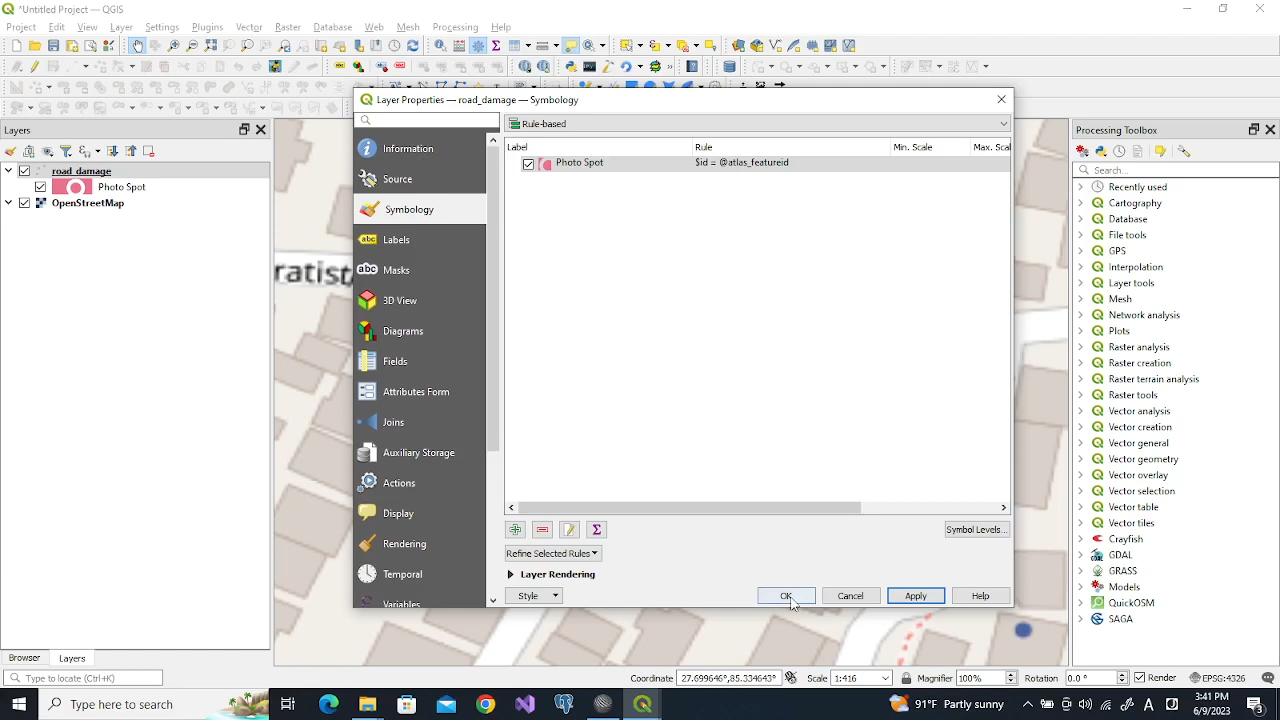 *Untitled Project — QGIS
Project Edit View Layer Settings Plugins Vector Raster Database Web Mesh Processing Help
Layers
road_damage
Photo Spot
OpenStreetMap
Browser Layers
ratist
Layer Properties — road_damage — Symbology
Information
Source
Symbology
Labels
Masks
3D View
Diagrams
Fields
Attributes Form
Joins
Auxiliary Storage
Actions
Display
Rendering
Temporal
Variables
Rule-based
Label Rule Min. Scale Max. Scal
Photo Spot $id = @atlas_featureid
Symbol Levels...
Refine Selected Rules
Layer Rendering
Style OK Cancel Apply Help
Processing Toolbox
Search...
Recently used
Cartography
Database
File tools
GPS
Interpolation
Layer tools
Mesh
Network analysis
Plots
Raster analysis
Raster creation
Raster terrain analysis
Raster tools
Vector analysis
Vector creation
Vector general
Vector geometry
Vector overlay
Vector selection
Vector table
Vector tiles
Crayfish
GDAL
GRASS
Models
QuickOSM
SAGA
Type to locate (Ctrl+K) Coordinate 27.699646°,85.334643° Scale 1:416 Magnifier 100% Rotation 0.0 ° Render EPSG:4326
Type here to search
81°F Partly sunny
3:41 PM
6/9/2023